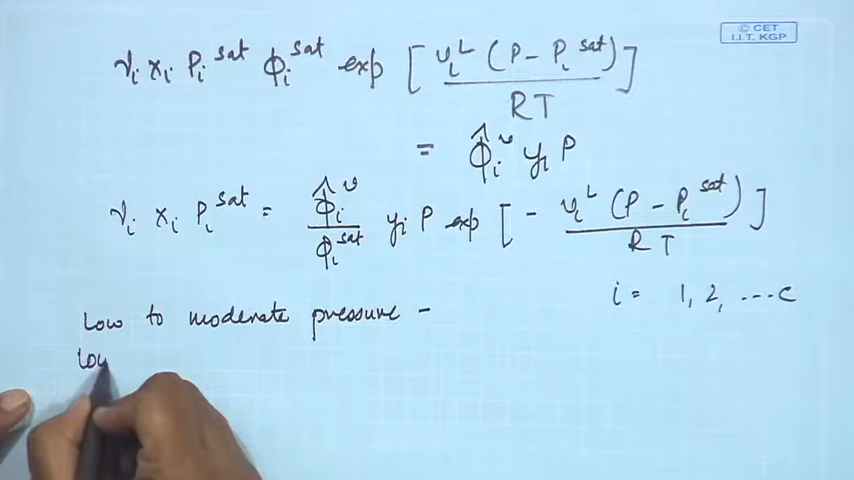 © CET
I.I.T. KGP
γᵢ xᵢ Pᵢ^sat ϕᵢ^sat exp [ vᵢ^L (P - Pᵢ^sat) / RT ]
= ϕ̂ᵢ^v yᵢ P
γᵢ xᵢ Pᵢ^sat = ϕ̂ᵢ^v / ϕᵢ^sat yᵢ P exp [ - vᵢ^L (P - Pᵢ^sat) / RT ]
i = 1, 2, ... c
Low to moderate pressure -
Low